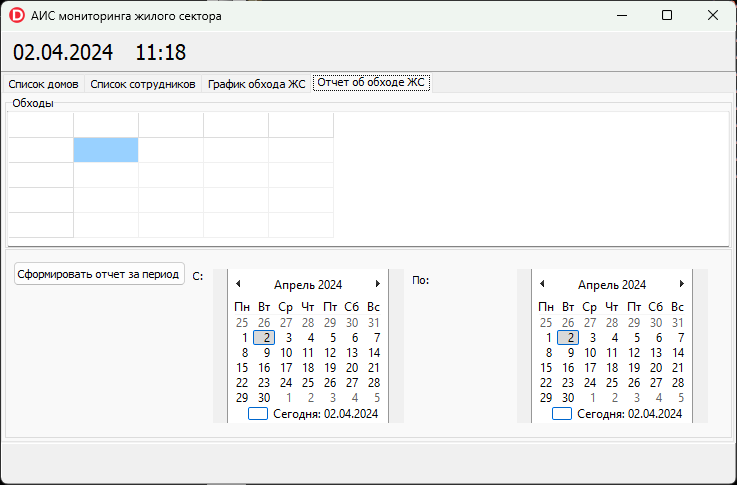 D АИС мониторинга жилого сектора
02.04.2024 11:18
Список домов Список сотрудников График обхода ЖС Отчет об обходе ЖС
Обходы
Сформировать отчет за период С: По:
Апрель 2024 Апрель 2024
Пн Вт Ср Чт Пт Сб Вс Пн Вт Ср Чт Пт Сб Вс
25 26 27 28 29 30 31 25 26 27 28 29 30 31
1 2 3 4 5 6 7 1 2 3 4 5 6 7
8 9 10 11 12 13 14 8 9 10 11 12 13 14
15 16 17 18 19 20 21 15 16 17 18 19 20 21
22 23 24 25 26 27 28 22 23 24 25 26 27 28
29 30 1 2 3 4 5 29 30 1 2 3 4 5
Сегодня: 02.04.2024 Сегодня: 02.04.2024